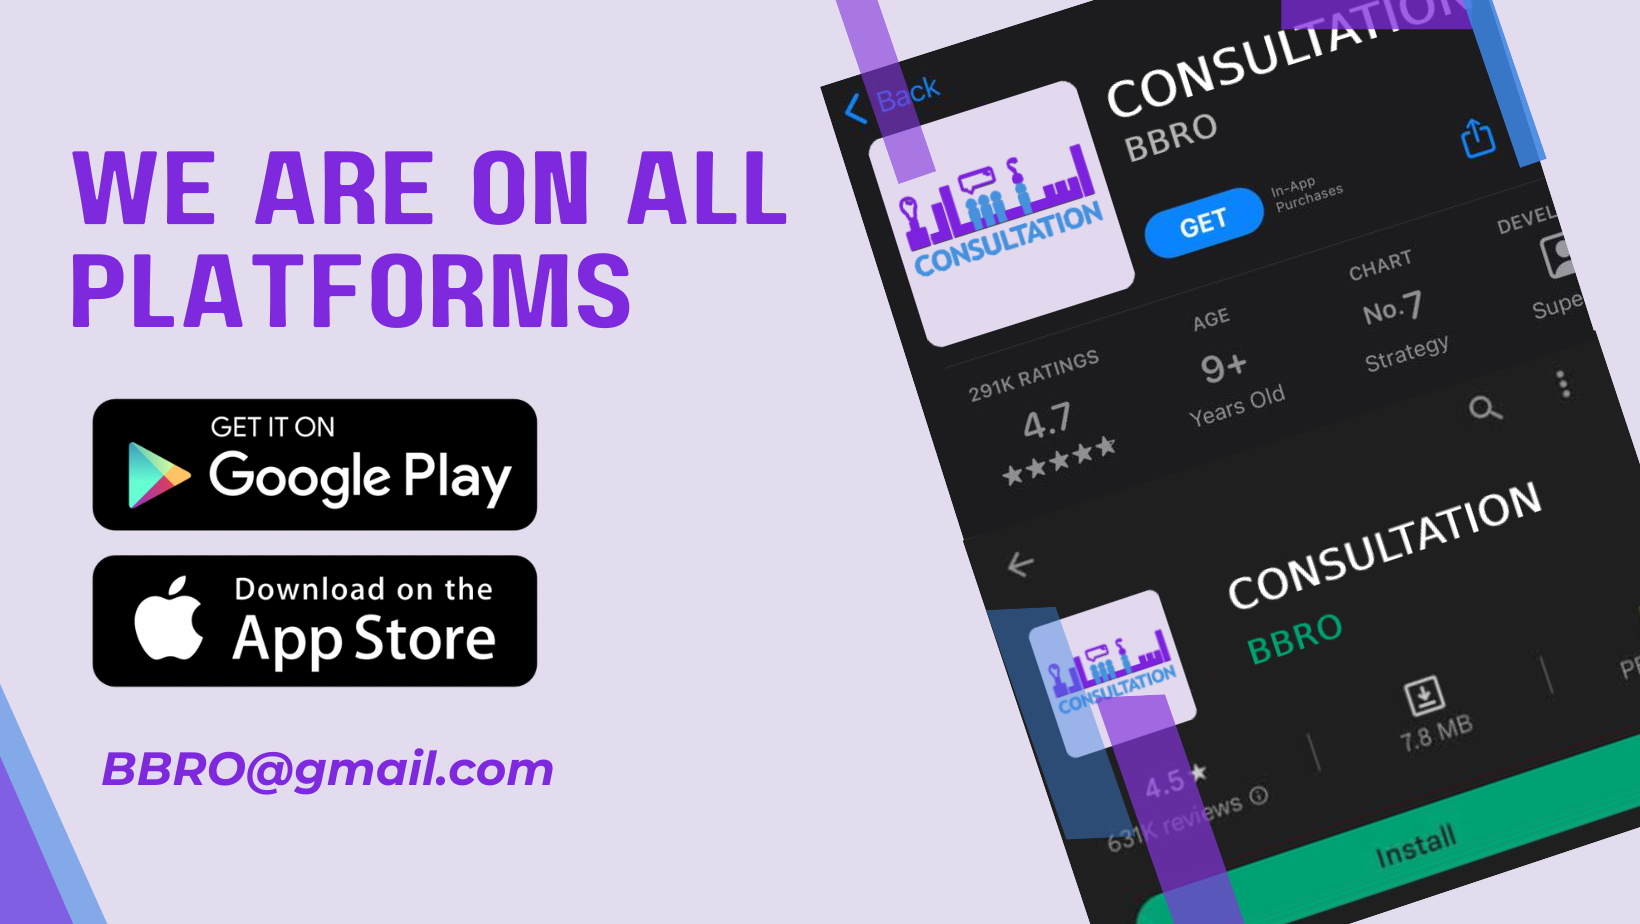 WE ARE ON ALL
PLATFORMS
GET IT ON
Google Play
Download on the
App Store
BBRO@gmail.com
Back
CONSULTATION
BBRO
CONSULTATION
GET
In-App
Purchases
291K RATINGS
4.7
AGE
9+
Years Old
CHART
No.7
Strategy
DEVEL
Supe
CONSULTATION
BBRO
CONSULTATION
4.5
631K reviews
7.8 MB
Install